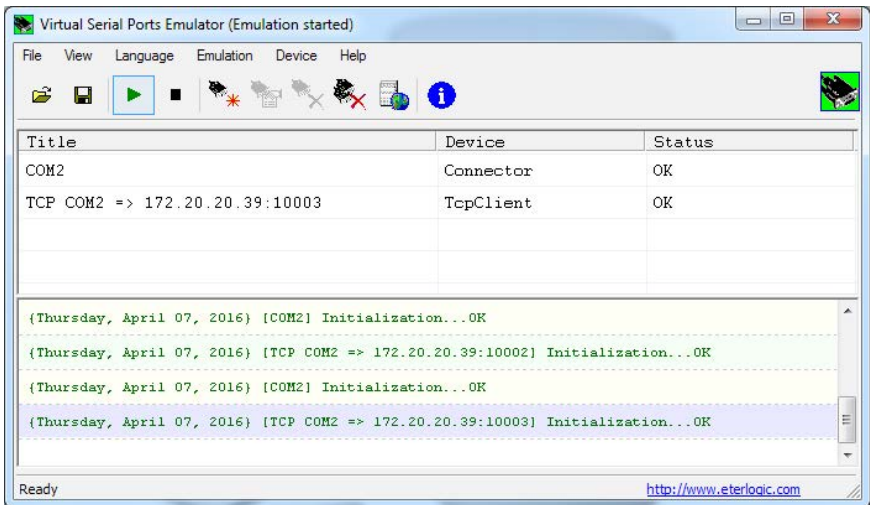 Virtual Serial Ports Emulator (Emulation started)
File View Language Emulation Device Help
Title Device Status
COM2 Connector OK
TCP COM2 => 172.20.20.39:10003 TcpClient OK
{Thursday, April 07, 2016} [COM2] Initialization...OK
{Thursday, April 07, 2016} [TCP COM2 => 172.20.20.39:10002] Initialization...OK
{Thursday, April 07, 2016} [COM2] Initialization...OK
{Thursday, April 07, 2016} [TCP COM2 => 172.20.20.39:10003] Initialization...OK
Ready http://www.eterlogic.com